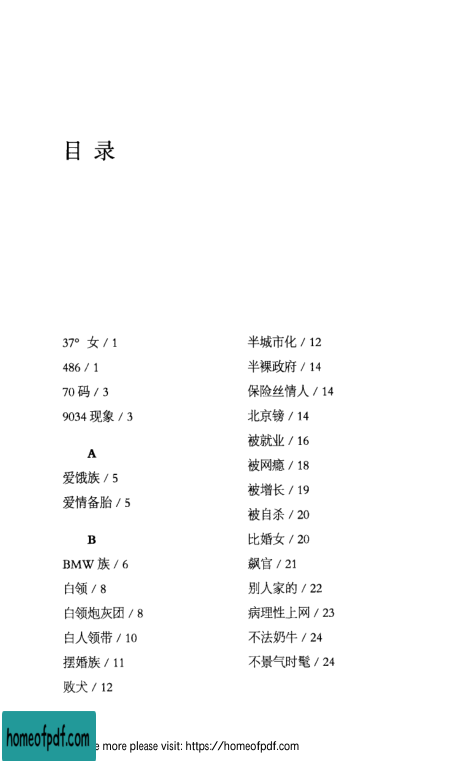 目 录
37° 女 / 1
486 / 1
70 码 / 3
9034 现象 / 3
A
爱饿族 / 5
爱情备胎 / 5
B
BMW 族 / 6
白领 / 8
白领炮灰团 / 8
白人领带 / 10
摆婚族 / 11
败犬 / 12
半城市化 / 12
半裸政府 / 14
保险丝情人 / 14
北京镑 / 14
被就业 / 16
被网瘾 / 18
被增长 / 19
被自杀 / 20
比婚女 / 20
飙官 / 21
别人家的 / 22
病理性上网 / 23
不法奶牛 / 24
不景气时髦 / 24
homeofpdf.com
e more please visit: https://homeofpdf.com